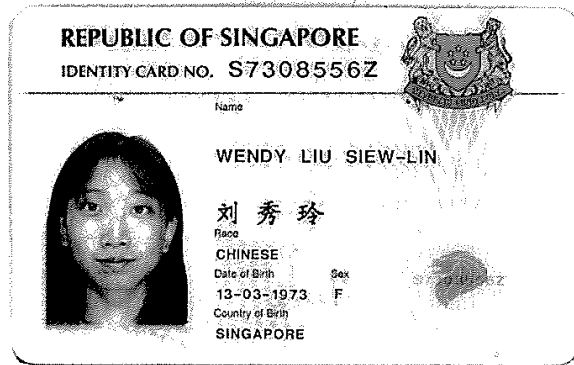 REPUBLIC OF SINGAPORE
IDENTITY CARD NO. S7308556Z
Name
WENDY LIU SIEW-LIN
刘秀玲
Race
CHINESE
Date of Birth Sex
13-03-1973 F
Country of Birth
SINGAPORE